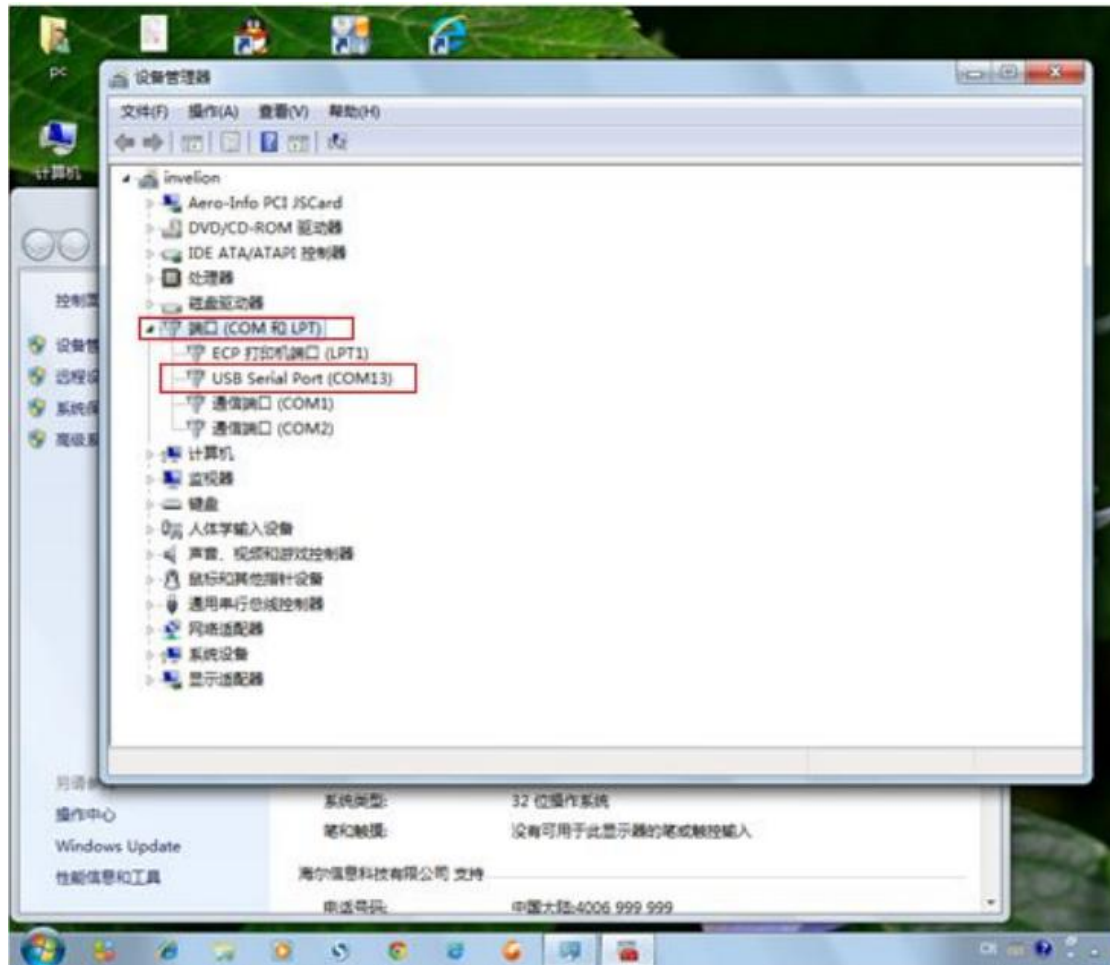 pc
计算机
设备管理器
文件(F) 操作(A) 查看(V) 帮助(H)
invelion
Aero-Info PCI JSCard
DVD/CD-ROM 驱动器
IDE ATA/ATAPI 控制器
处理器
磁盘驱动器
端口 (COM 和 LPT)
ECP 打印机端口 (LPT1)
USB Serial Port (COM13)
通信端口 (COM1)
通信端口 (COM2)
计算机
监视器
键盘
人体学输入设备
声音、视频和游戏控制器
鼠标和其他指针设备
通用串行总线控制器
网络适配器
系统设备
显示适配器
控制面
设备管
远程设
系统保
高级系
另请参
操作中心
Windows Update
性能信息和工具
系统类型: 32 位操作系统
笔和触摸: 没有可用于此显示器的笔或触控输入
海尔信息科技有限公司 支持
电话号码: 中国大陆:4006 999 999
CH